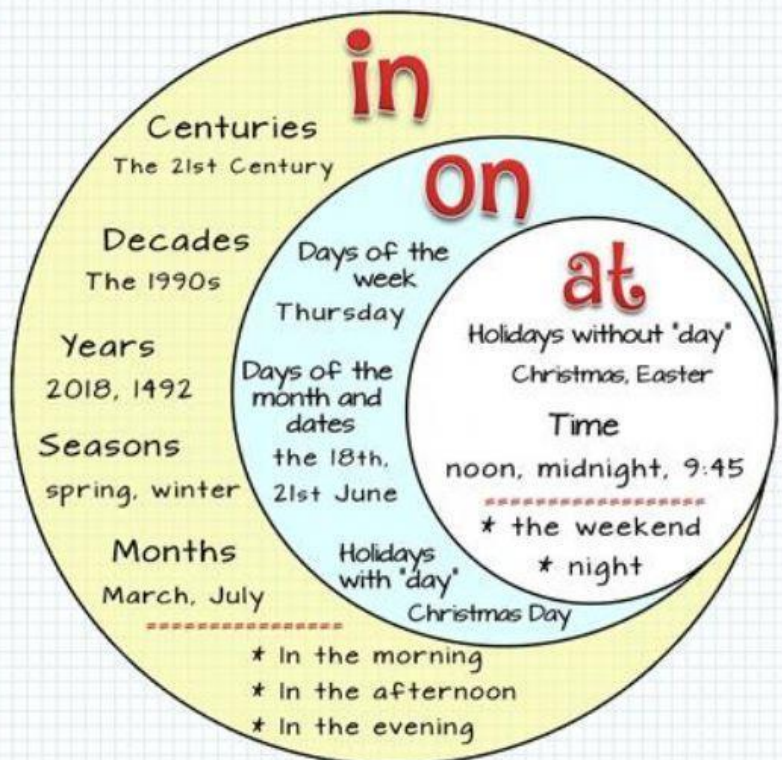 in
Centuries
The 21st Century
Decades
The 1990s
Years
2018, 1492
Seasons
spring, winter
Months
March, July
* In the morning
* In the afternoon
* In the evening
on
Days of the
week
Thursday
Days of the
month and
dates
the 18th,
21st June
Holidays
with "day"
Christmas Day
at
Holidays without "day"
Christmas, Easter
Time
noon, midnight, 9:45
* the weekend
* night